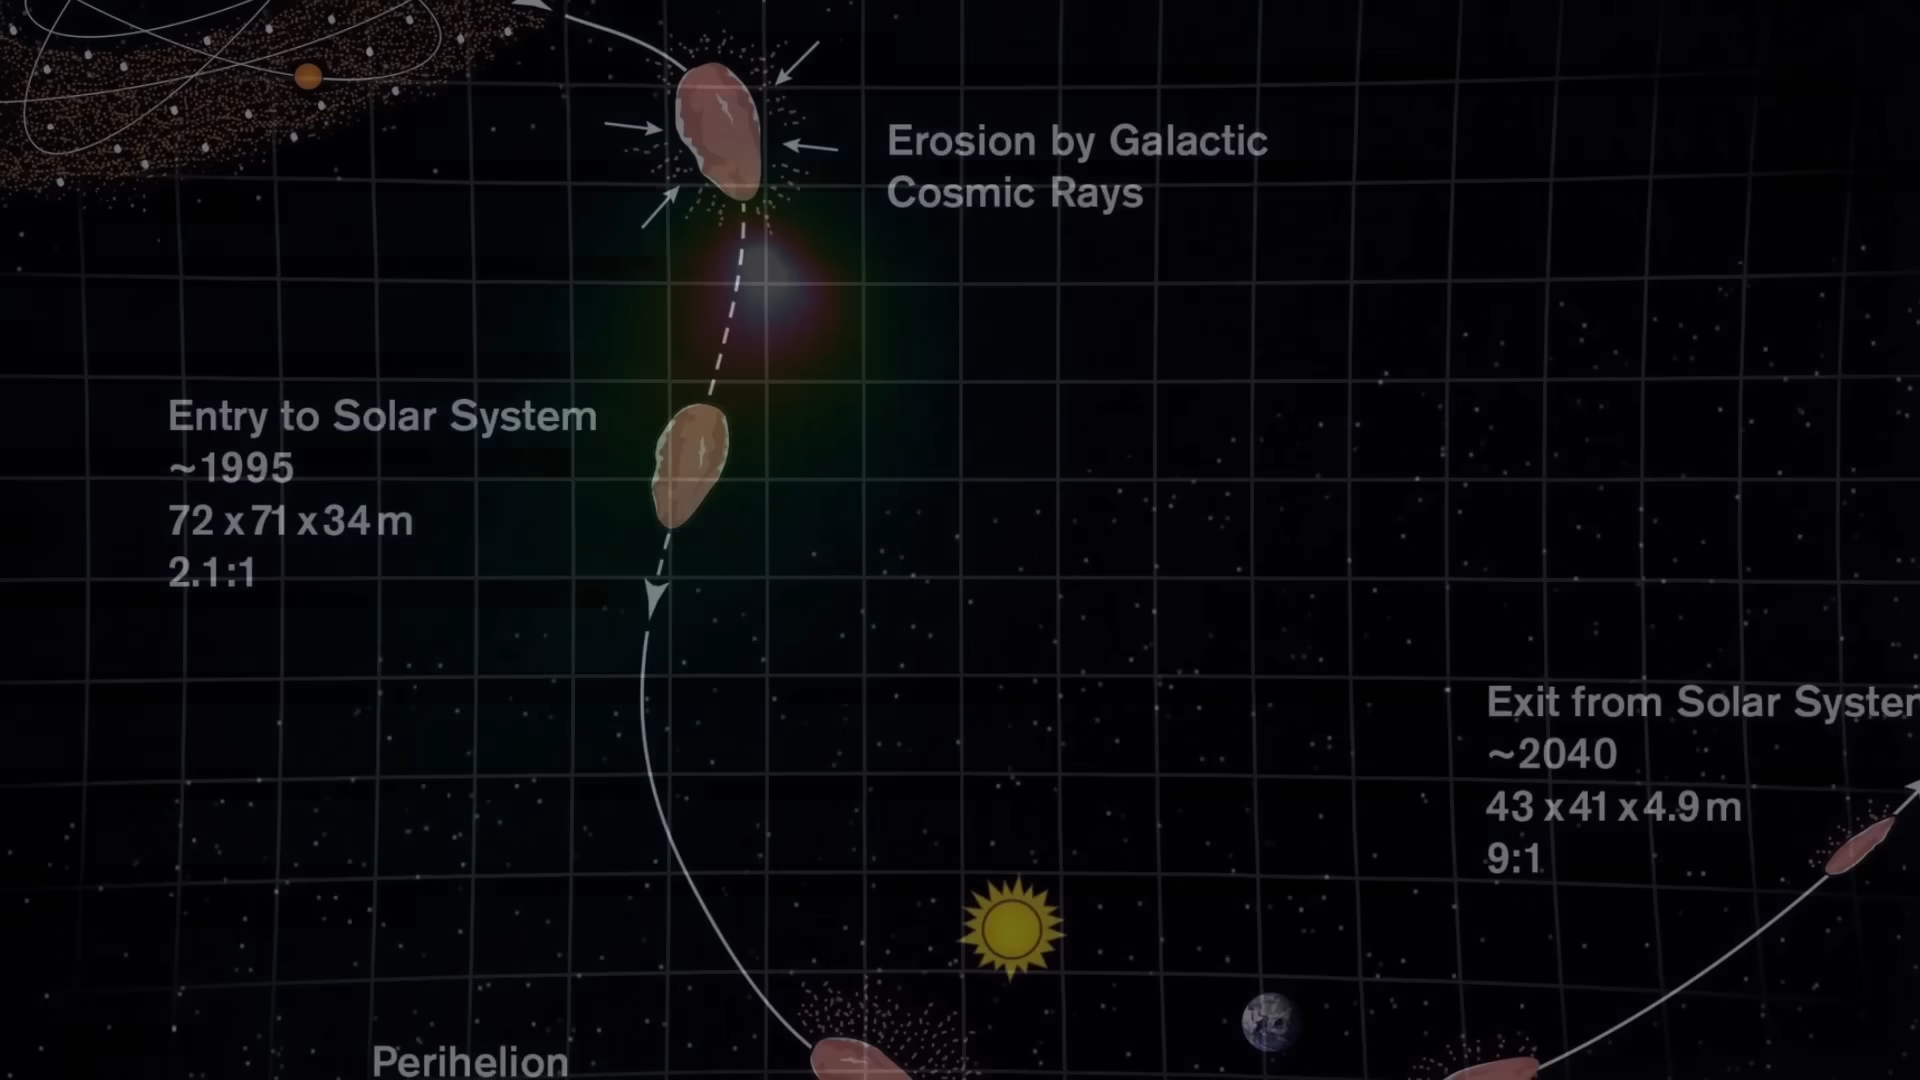 Erosion by Galactic
Cosmic Rays
Entry to Solar System
~1995
72 x 71 x 34 m
2.1:1
Exit from Solar Syster
~2040
43 x 41 x 4.9 m
9:1
Perihelion